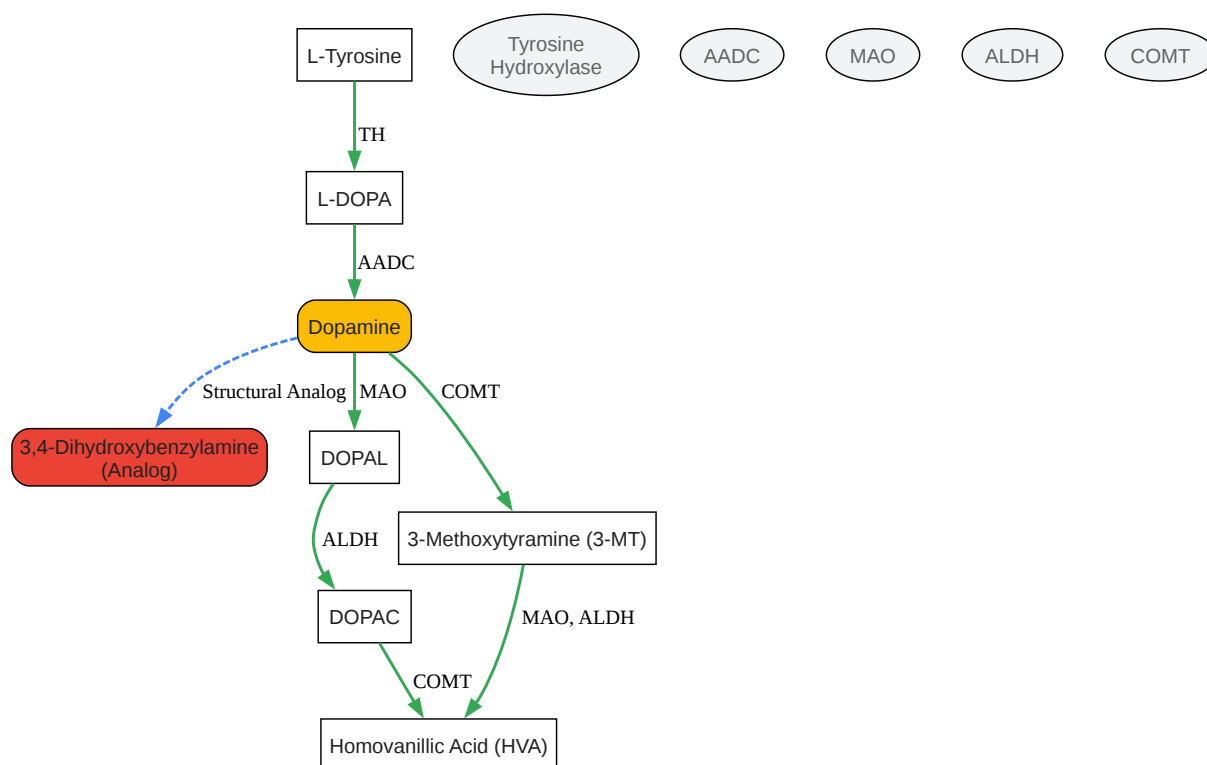 L-Tyrosine
Tyrosine
Hydroxylase
AADC
MAO
ALDH
COMT
TH
L-DOPA
AADC
Dopamine
Structural Analog
MAO
COMT
3,4-Dihydroxybenzylamine
(Analog)
DOPAL
ALDH
3-Methoxytyramine (3-MT)
DOPAC
MAO, ALDH
COMT
Homovanillic Acid (HVA)